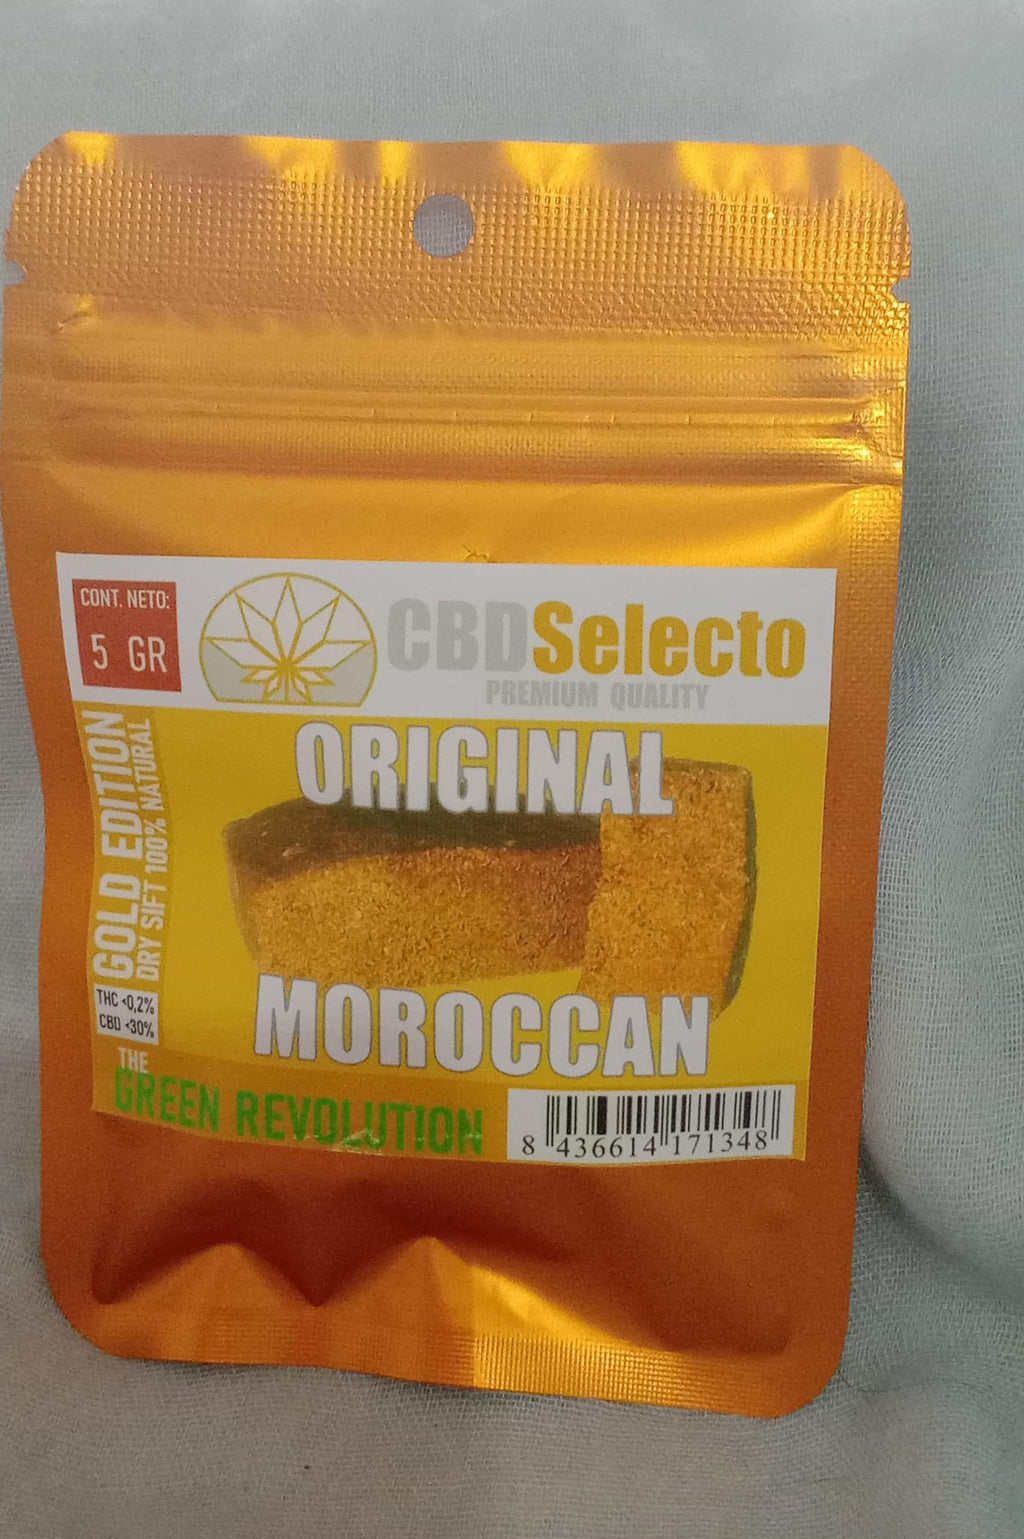 CONT. NETO:
5 GR
CBDSelecto
PREMIUM QUALITY
GOLD EDITION
DRY SIFT 100% NATURAL
THC <0,2%
CBD <30%
ORIGINAL
MOROCCAN
THE
GREEN REVOLUTION
8 436614 171348